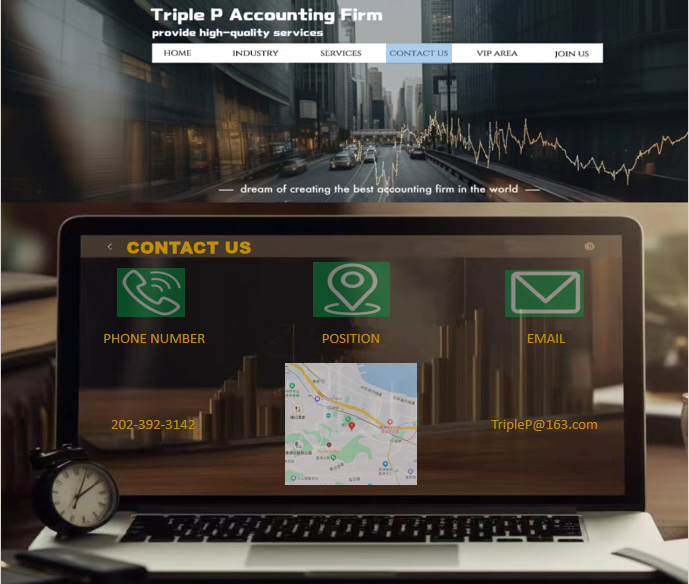 Triple P Accounting Firm
provide high-quality services
HOME INDUSTRY SERVICES CONTACT US VIP AREA JOIN US
dream of creating the best accounting firm in the world
CONTACT US
PHONE NUMBER POSITION EMAIL
202-392-3142 TripleP@163.com